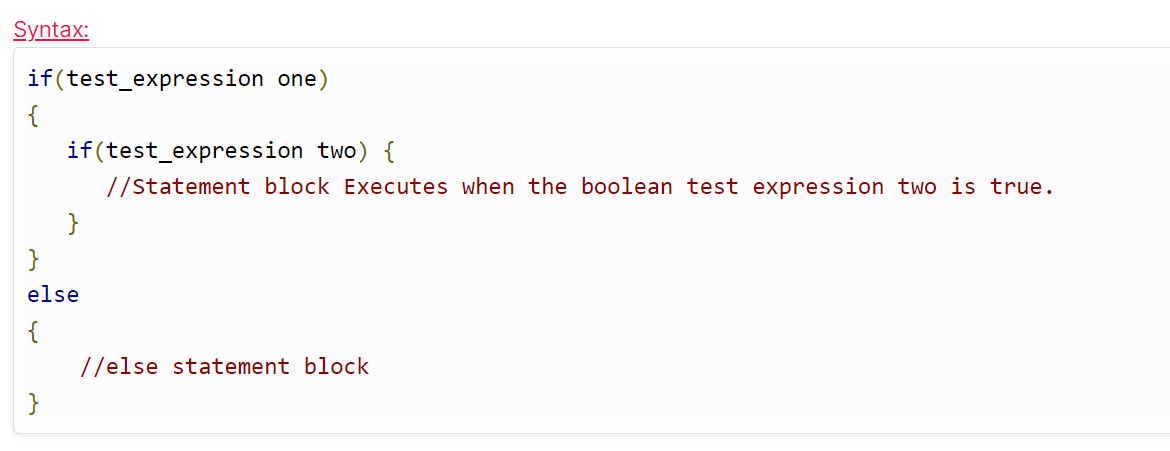 Syntax:
if(test_expression one)
{
   if(test_expression two) {
      //Statement block Executes when the boolean test expression two is true.
   }
}
else
{
    //else statement block
}